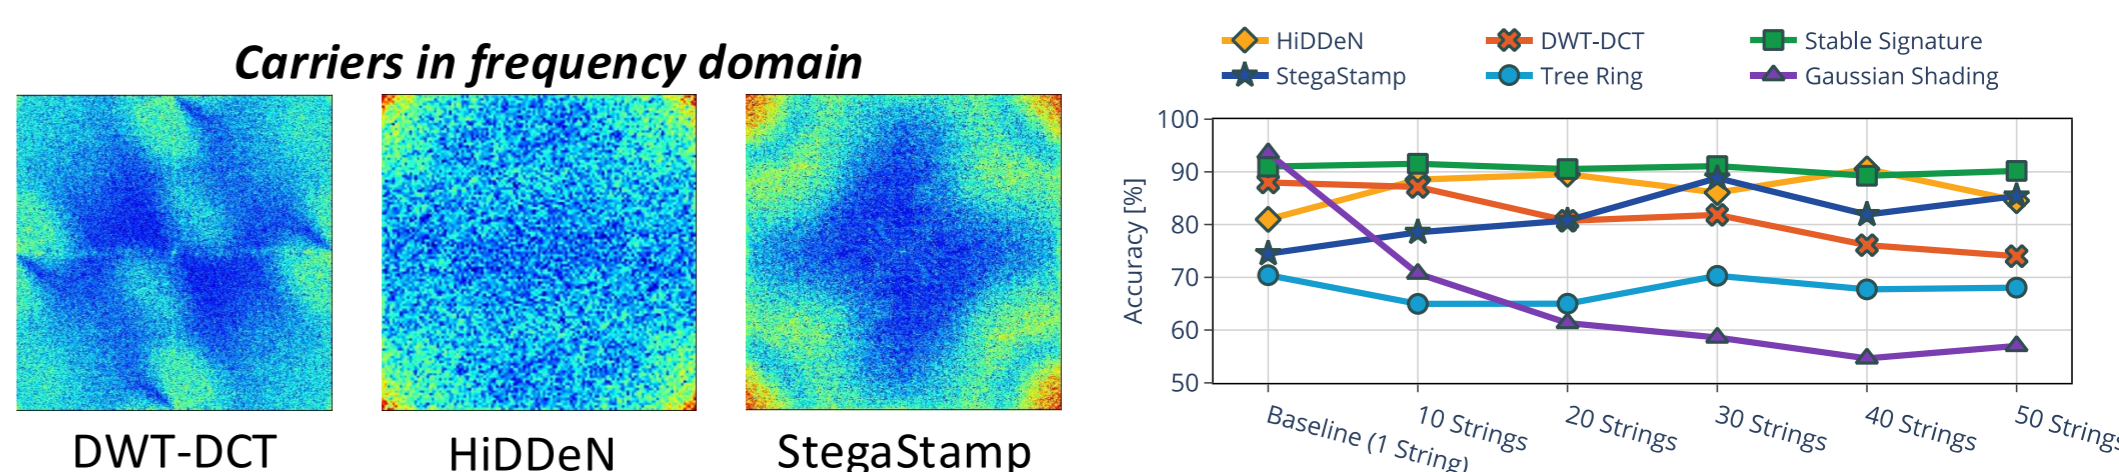 Carriers in frequency domain
DWT-DCT
HiDDeN
StegaStamp
HiDDeN
DWT-DCT
Stable Signature
StegaStamp
Tree Ring
Gaussian Shading
Accuracy [%]
100
90
80
70
60
50
Baseline (1 String)
10 Strings
20 Strings
30 Strings
40 Strings
50 Strings